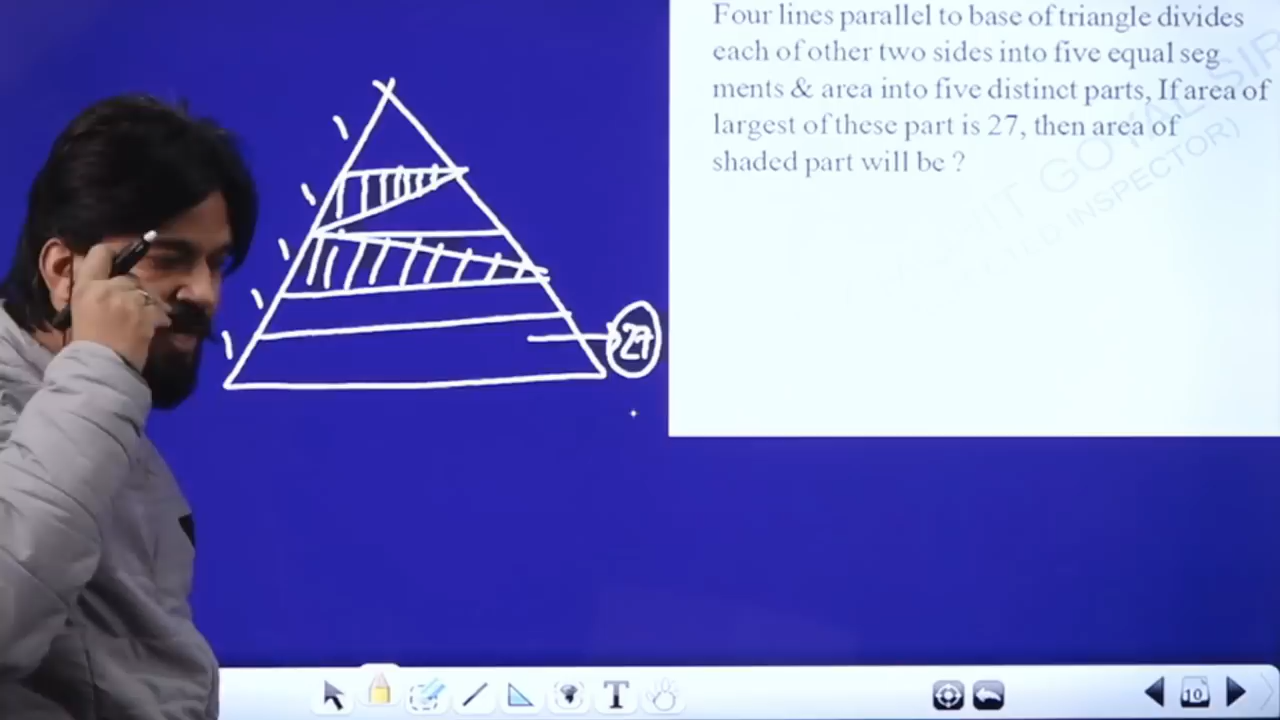 Four lines parallel to base of triangle divides
each of other two sides into five equal seg
ments & area into five distinct parts, If area of
largest of these part is 27, then area of
shaded part will be ?
27
T
10